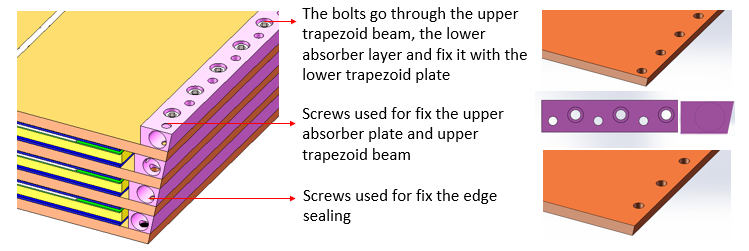 The bolts go through the upper
trapezoid beam, the lower
absorber layer and fix it with the
lower trapezoid plate
Screws used for fix the upper
absorber plate and upper
trapezoid beam
Screws used for fix the edge
sealing